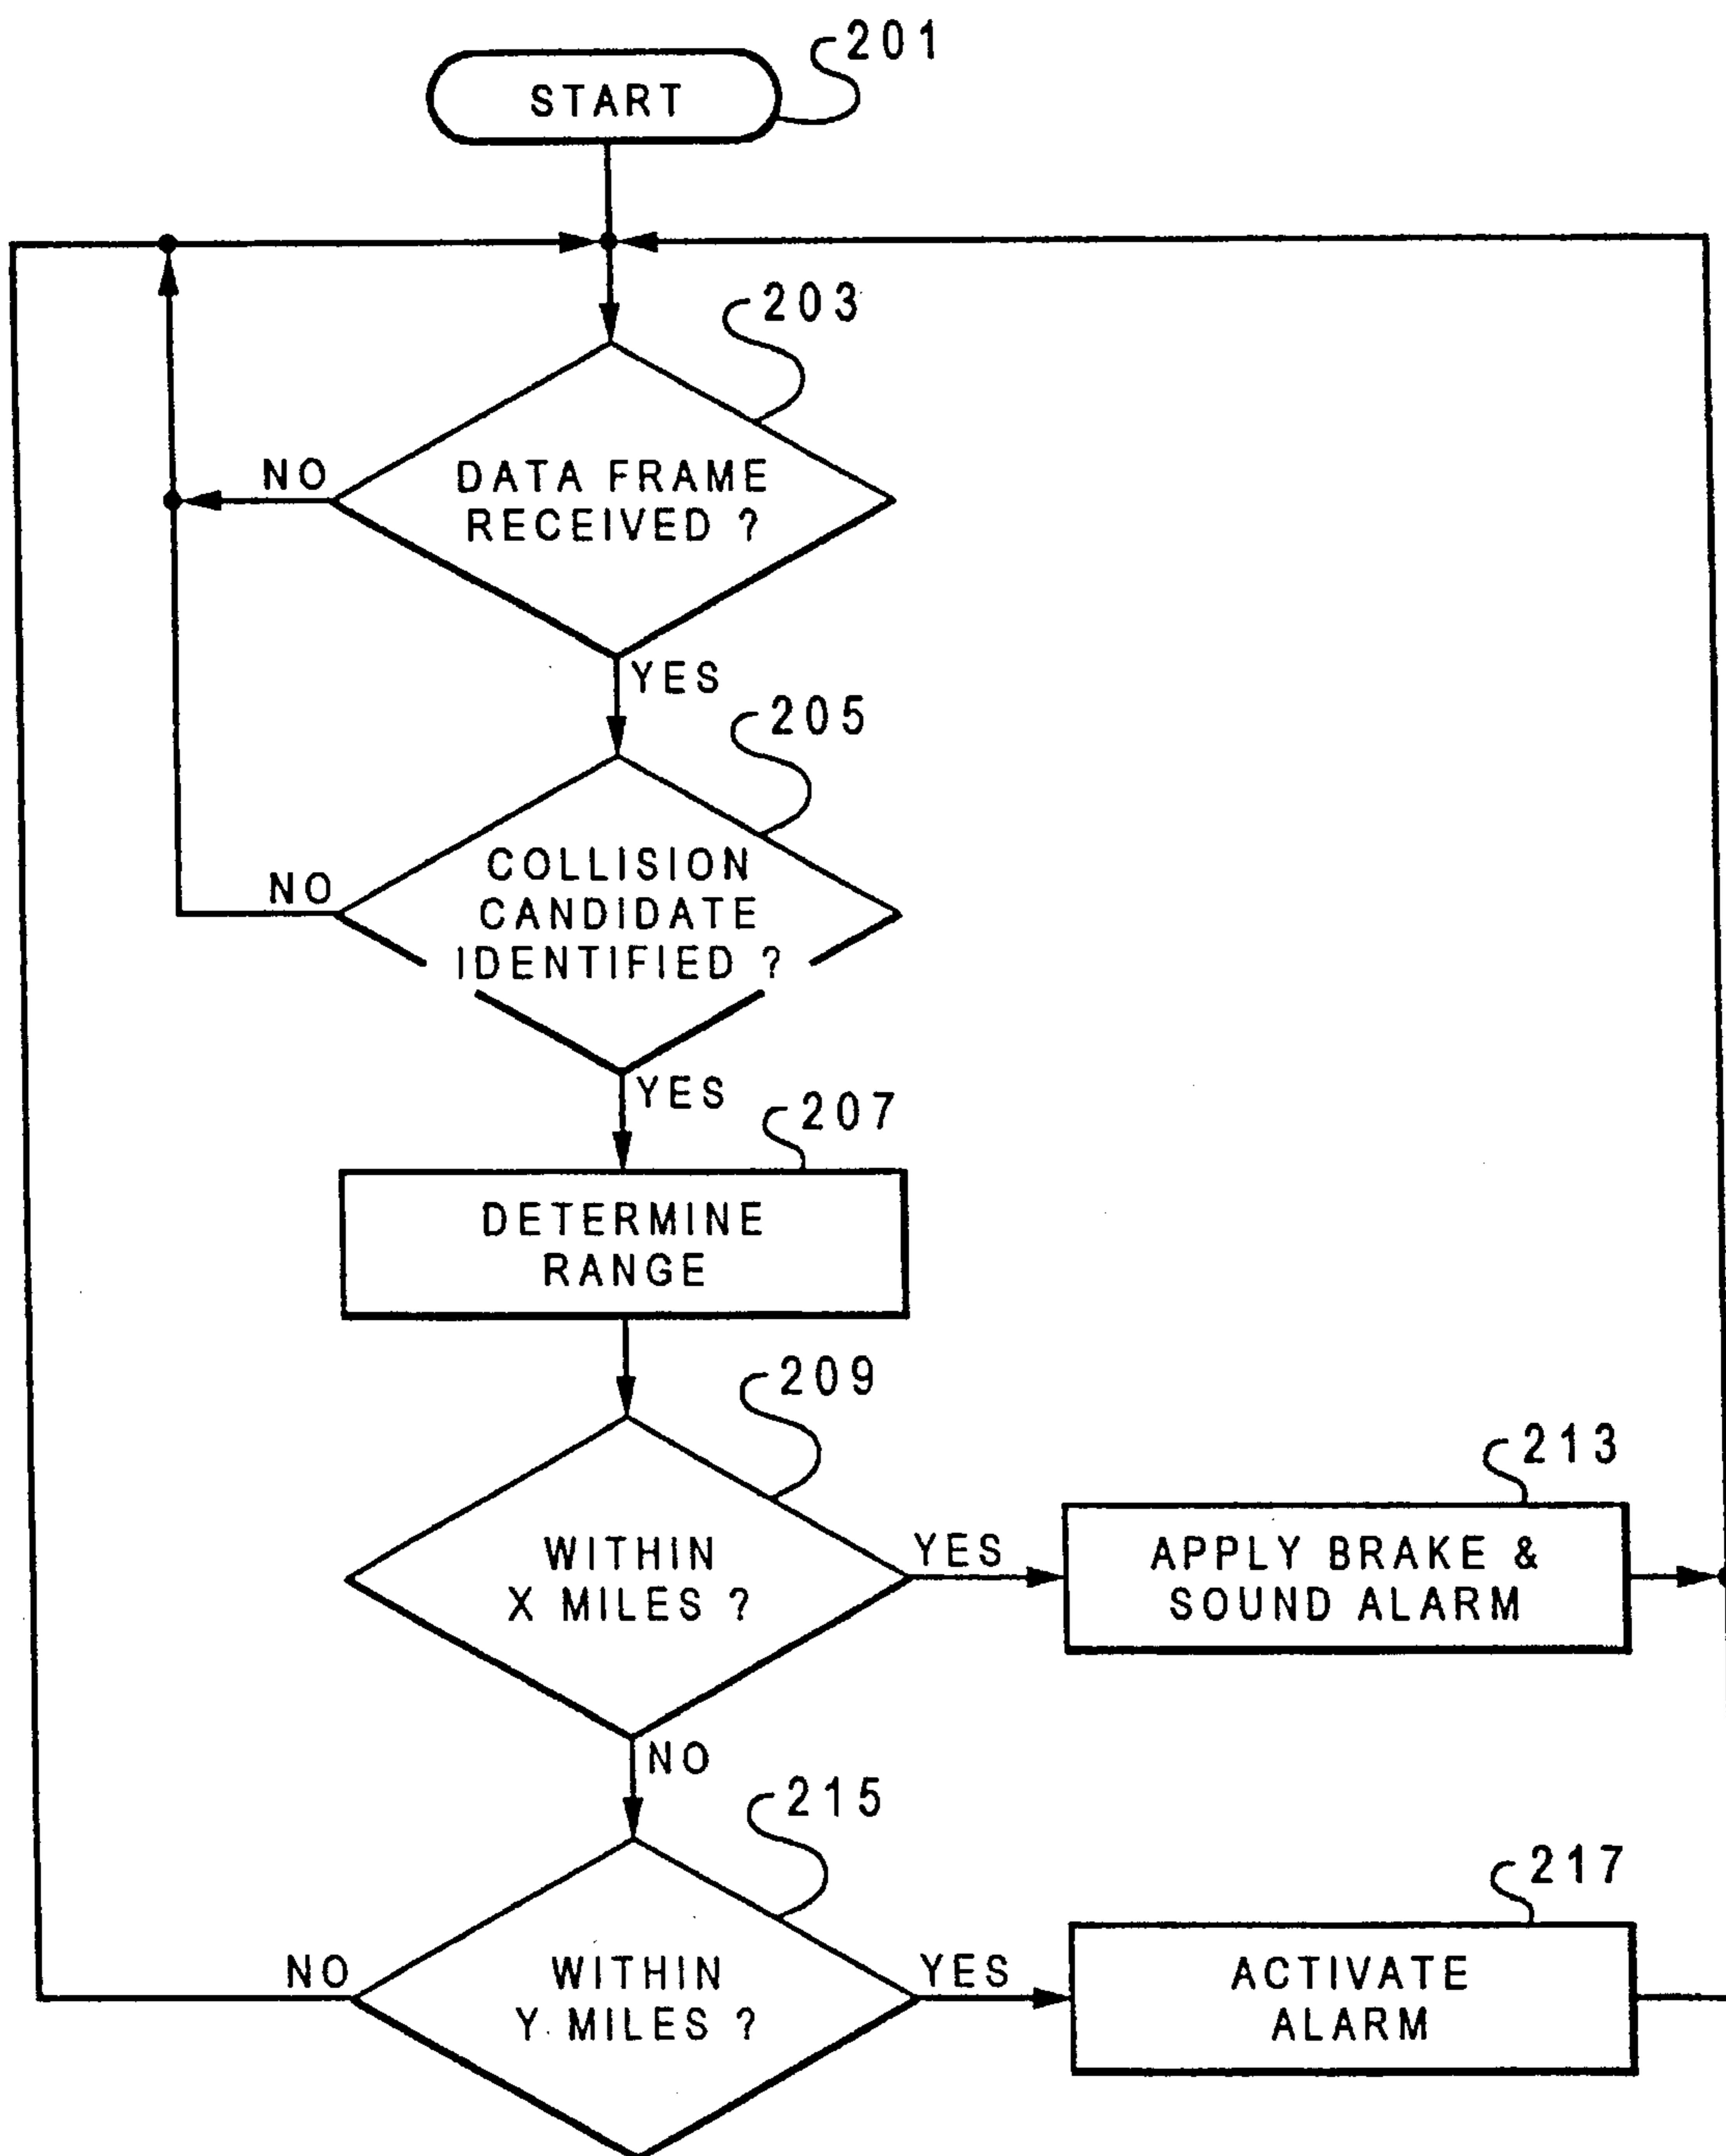 201
START
203
NO
DATA FRAME
RECEIVED ?
YES
205
NO
COLLISION
CANDIDATE
IDENTIFIED ?
YES
207
DETERMINE
RANGE
209
WITHIN
X MILES ?
YES
213
APPLY BRAKE &
SOUND ALARM
NO
215
NO
WITHIN
Y MILES ?
YES
217
ACTIVATE
ALARM